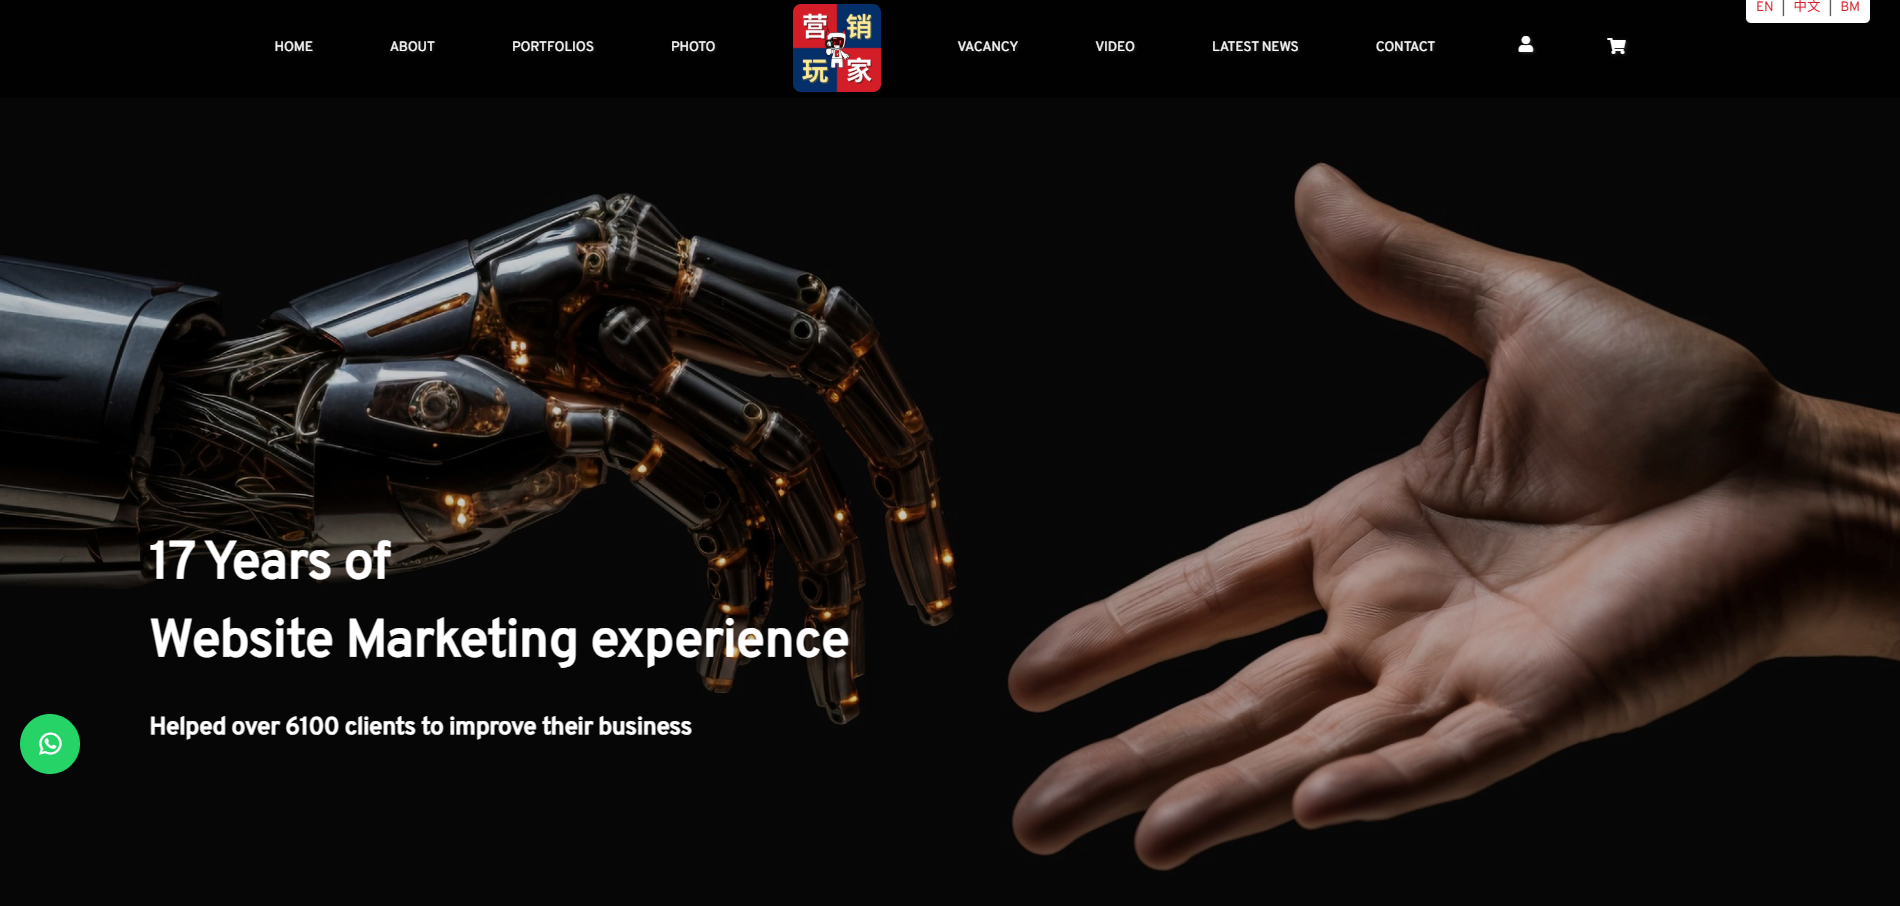 EN | 中文 | BM
HOME ABOUT PORTFOLIOS PHOTO 营销 VACANCY VIDEO LATEST NEWS CONTACT
玩家
17 Years of
Website Marketing experience
Helped over 6100 clients to improve their business